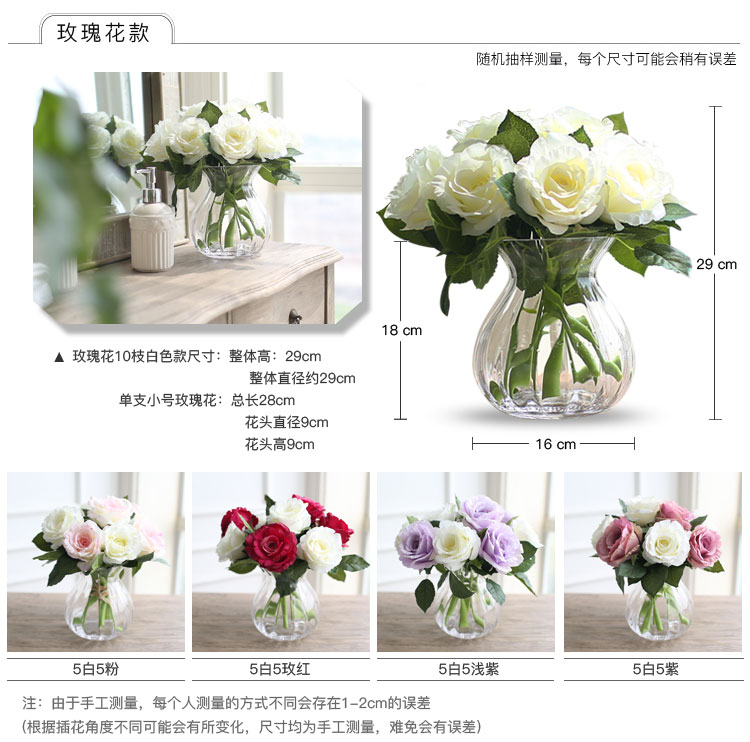 玫瑰花款
随机抽样测量，每个尺寸可能会稍有误差
29 cm
18 cm
16 cm
▲ 玫瑰花10枝白色款尺寸：整体高：29cm
整体直径约29cm
单支小号玫瑰花：总长28cm
花头直径9cm
花头高9cm
5白5粉
5白5玫红
5白5浅紫
5白5紫
注：由于手工测量，每个人测量的方式不同会存在1-2cm的误差
(根据插花角度不同可能会有所变化，尺寸均为手工测量，难免会有误差)